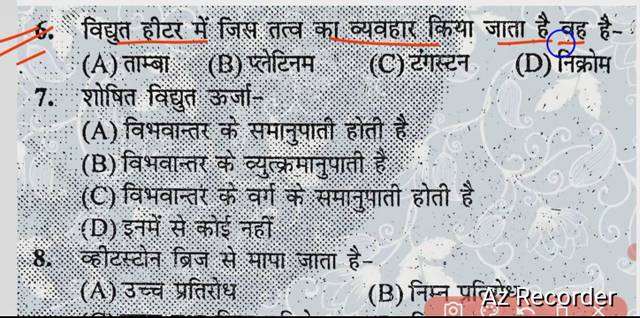 6. विद्युत हीटर में जिस तत्व का व्यवहार किया जाता है वह है-
(A) ताम्बा (B) प्लेटिनम (C) टंगस्टन (D) निक्रोम
7. शोषित विद्युत ऊर्जा-
(A) विभवान्तर के समानुपाती होती है
(B) विभवान्तर के व्युत्क्रमानुपाती है
(C) विभवान्तर के वर्ग के समानुपाती होती है
(D) इनमें से कोई नहीं
8. व्हीटस्टोन ब्रिज से मापा जाता है-
(A) उच्च प्रतिरोध (B) निम्न प्रतिरोध
AZ Recorder